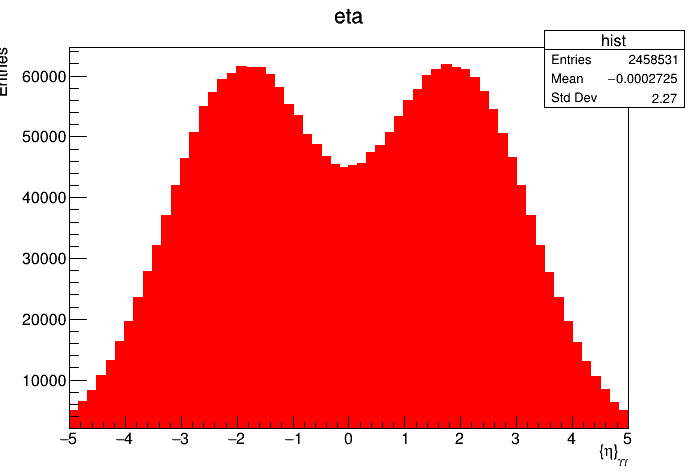 eta
hist
Entries 2458531
Mean −0.0002725
Std Dev 2.27
Entries
60000
50000
40000
30000
20000
10000
−5 −4 −3 −2 −1 0 1 2 3 4 5
{η}γγ